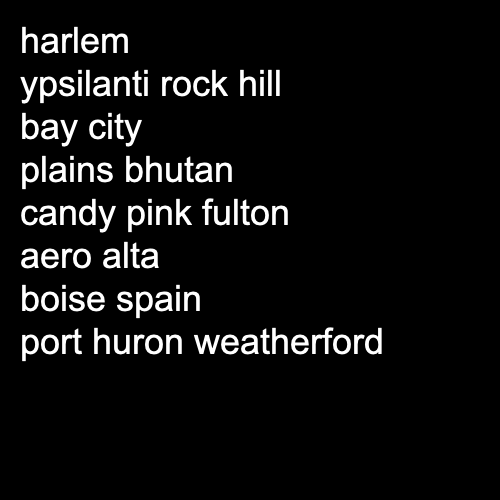 harlem
ypsilanti rock hill
bay city
plains bhutan
candy pink fulton
aero alta
boise spain
port huron weatherford